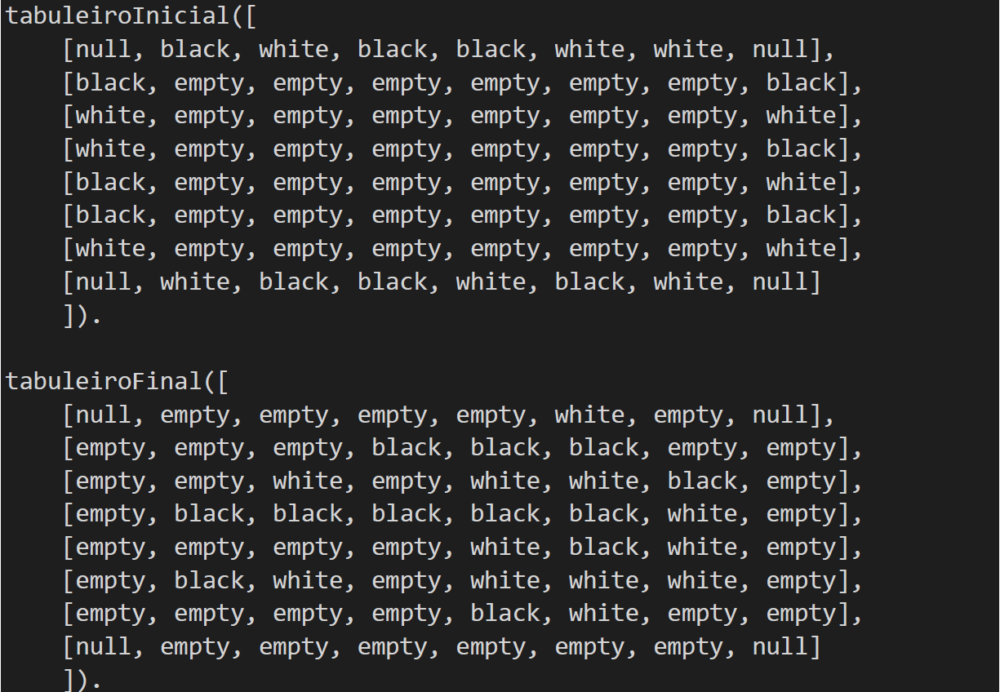 tabuleiroInicial([
    [null, black, white, black, black, white, white, null],
    [black, empty, empty, empty, empty, empty, empty, black],
    [white, empty, empty, empty, empty, empty, empty, white],
    [white, empty, empty, empty, empty, empty, empty, black],
    [black, empty, empty, empty, empty, empty, empty, white],
    [black, empty, empty, empty, empty, empty, empty, black],
    [white, empty, empty, empty, empty, empty, empty, white],
    [null, white, black, black, white, black, white, null]
    ]).

tabuleiroFinal([
    [null, empty, empty, empty, empty, white, empty, null],
    [empty, empty, empty, black, black, black, empty, empty],
    [empty, empty, white, empty, white, white, black, empty],
    [empty, black, black, black, black, black, white, empty],
    [empty, empty, empty, empty, white, black, white, empty],
    [empty, black, white, empty, white, white, white, empty],
    [empty, empty, empty, empty, black, white, empty, empty],
    [null, empty, empty, empty, empty, empty, empty, null]
    ]).